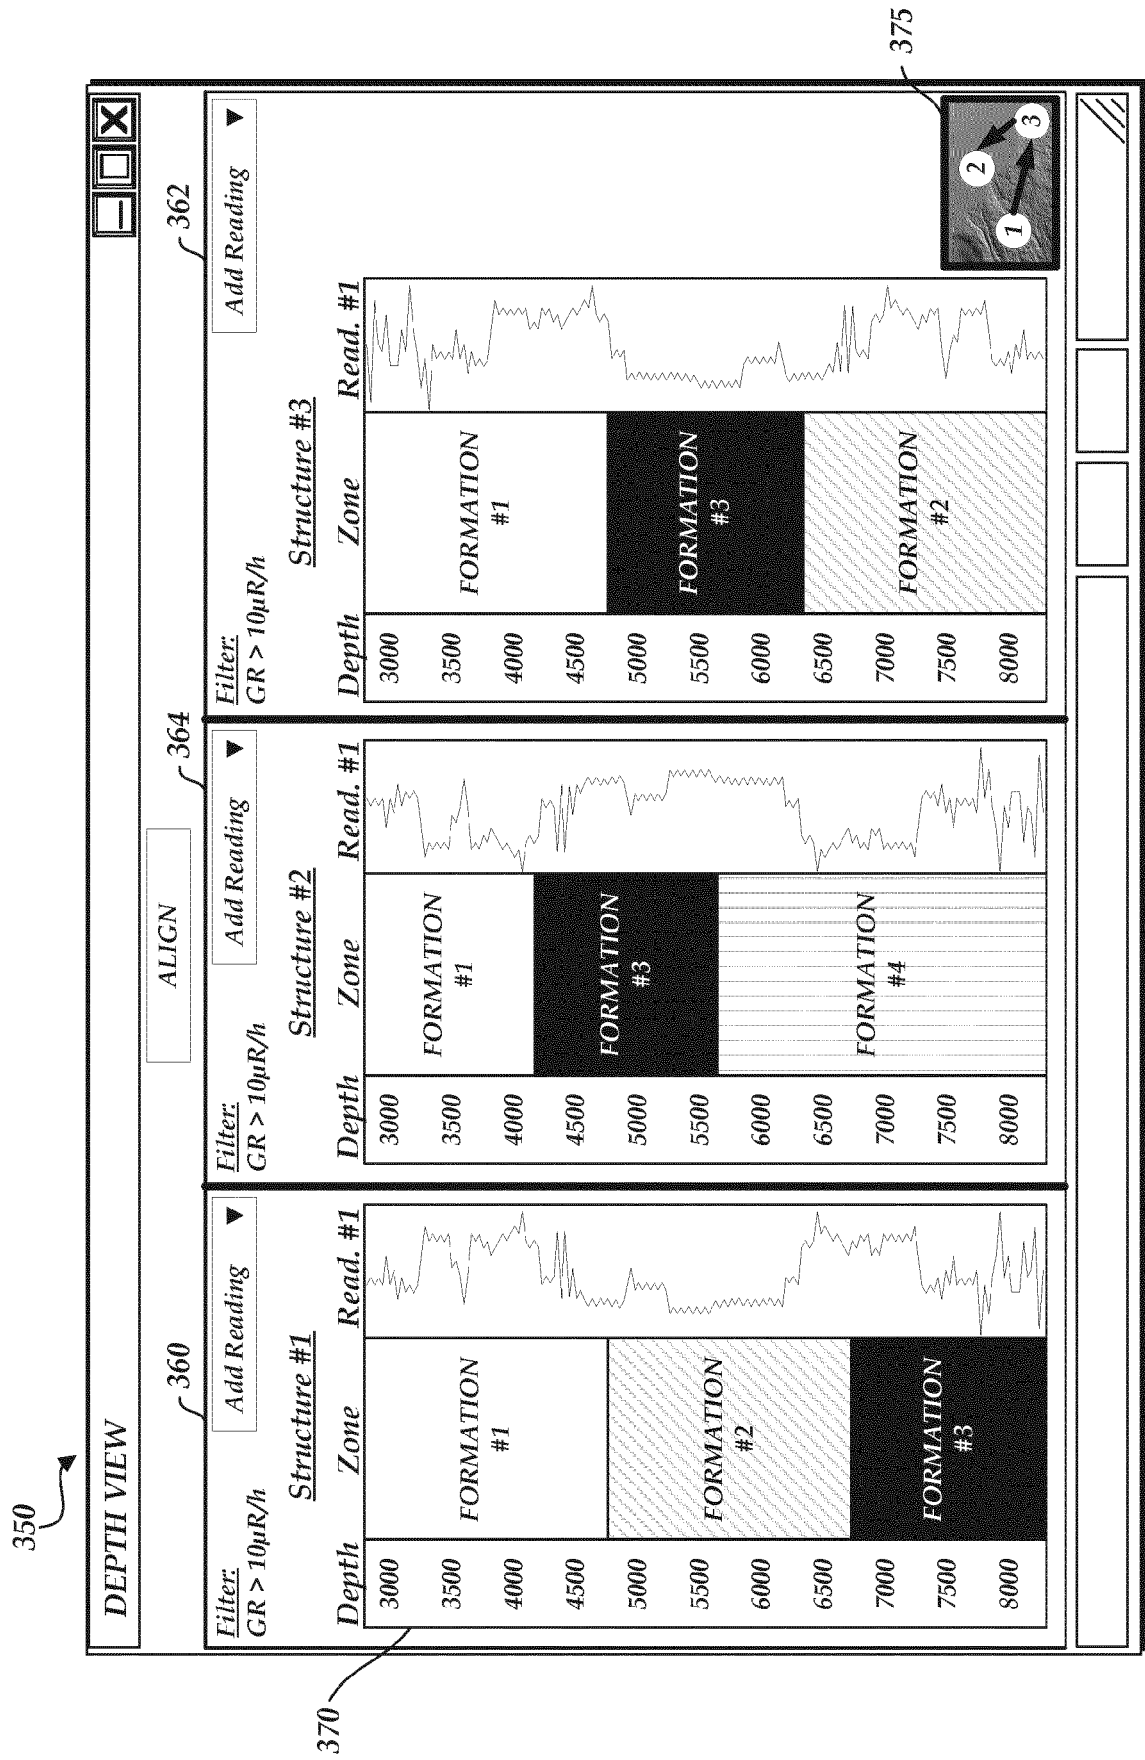 350
DEPTH VIEW
ALIGN
360
364
362
Filter:
GR > 10µR/h
Add Reading ▼
Structure #1
Depth Zone Read. #1
3000
3500
4000
4500
5000
5500
6000
6500
7000
7500
8000
FORMATION
#1
FORMATION
#2
FORMATION
#3
370
Filter:
GR > 10µR/h
Add Reading ▼
Structure #2
Depth Zone Read. #1
3000
3500
4000
4500
5000
5500
6000
6500
7000
7500
8000
FORMATION
#1
FORMATION
#3
FORMATION
#4
Filter:
GR > 10µR/h
Add Reading ▼
Structure #3
Depth Zone Read. #1
3000
3500
4000
4500
5000
5500
6000
6500
7000
7500
8000
FORMATION
#1
FORMATION
#3
FORMATION
#2
375
1
2
3